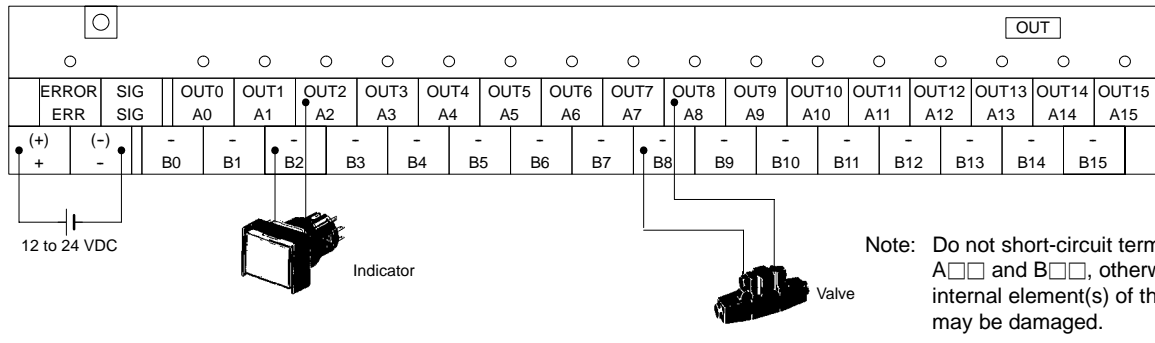 OUT
ERROR SIG OUT0 OUT1 OUT2 OUT3 OUT4 OUT5 OUT6 OUT7 OUT8 OUT9 OUT10 OUT11 OUT12 OUT13 OUT14 OUT15
ERR SIG A0 A1 A2 A3 A4 A5 A6 A7 A8 A9 A10 A11 A12 A13 A14 A15
(+) (-) - - - - - - - - - - - - - - - -
+ - B0 B1 B2 B3 B4 B5 B6 B7 B8 B9 B10 B11 B12 B13 B14 B15
12 to 24 VDC
Indicator
Valve
Note: Do not short-circuit
A□□ and B□□,
internal element(s) of
may be damaged.